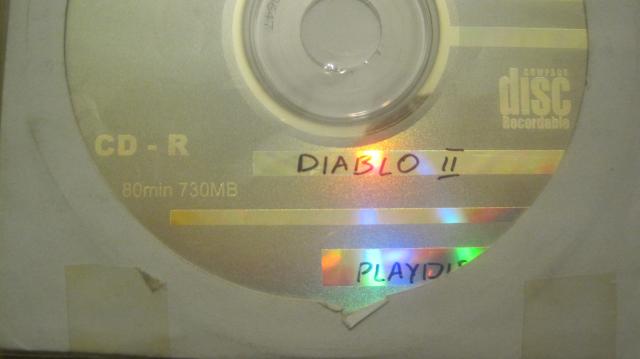 COMPACT
disc
Recordable
CD - R
DIABLO II
80min 730MB